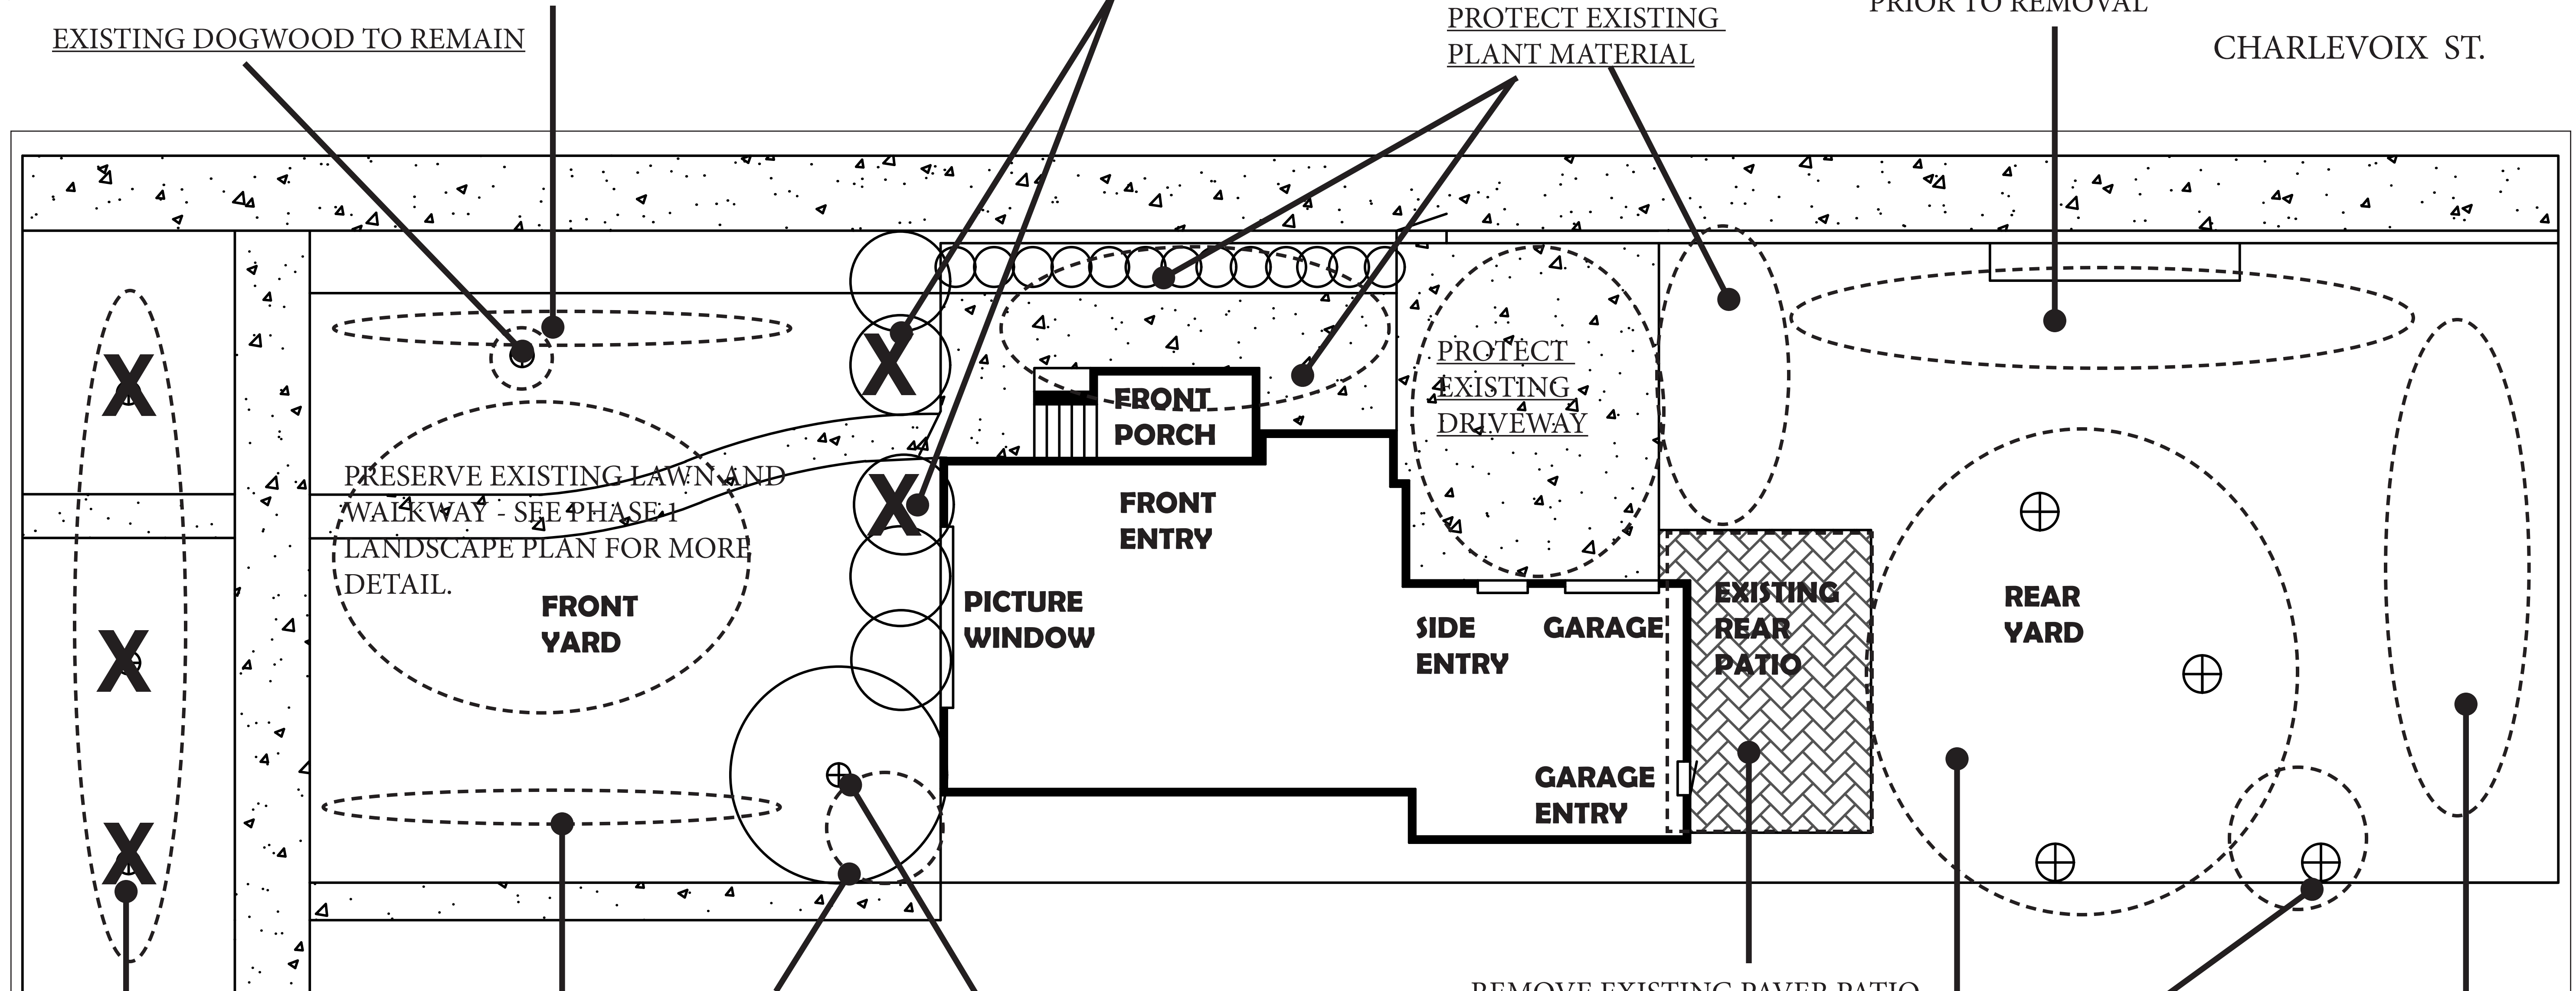 PRIOR TO REMOVAL
EXISTING DOGWOOD TO REMAIN
PROTECT EXISTING
PLANT MATERIAL
CHARLEVOIX ST.
X
X
X
X
X
PROTECT
EXISTING
DRIVEWAY
FRONT
PORCH
PRESERVE EXISTING LAWN AND
WALKWAY - SEE PHASE 1
LANDSCAPE PLAN FOR MORE
DETAIL.
FRONT
YARD
FRONT
ENTRY
PICTURE
WINDOW
SIDE
ENTRY
GARAGE
EXISTING
REAR
PATIO
REAR
YARD
GARAGE
ENTRY
REMOVE EXISTING PAVER PATIO